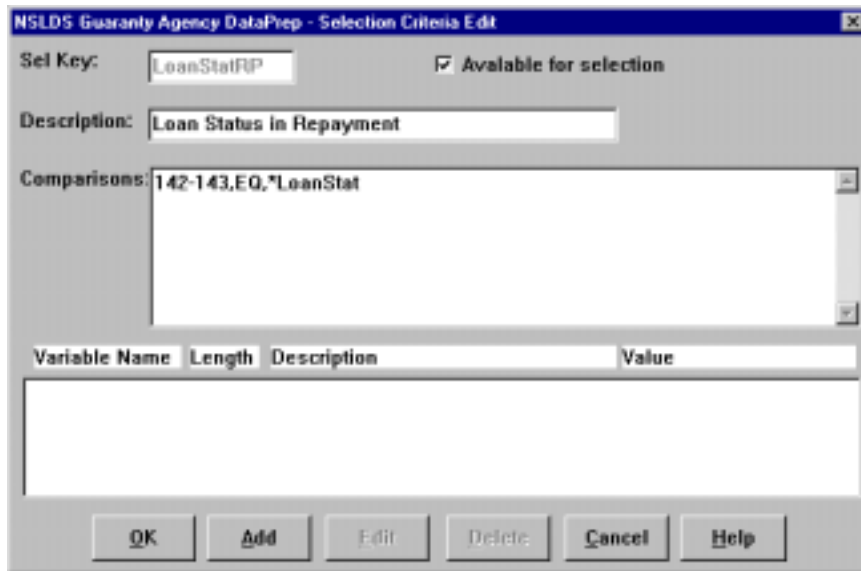 NSLDS Guaranty Agency DataPrep - Selection Criteria Edit
Sel Key: LoanStatRP Available for selection
Description: Loan Status in Repayment
Comparisons: 142-143,EQ,*LoanStat
Variable Name Length Description Value
OK Add Edit Delete Cancel Help